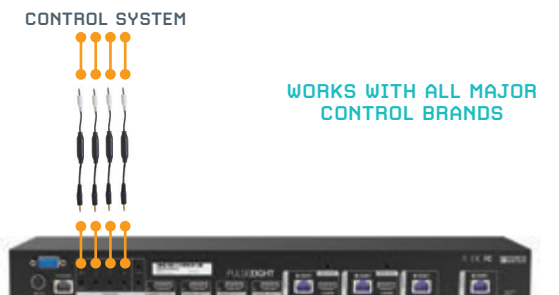 CONTROL SYSTEM
WORKS WITH ALL MAJOR
CONTROL BRANDS
PULSE EIGHT